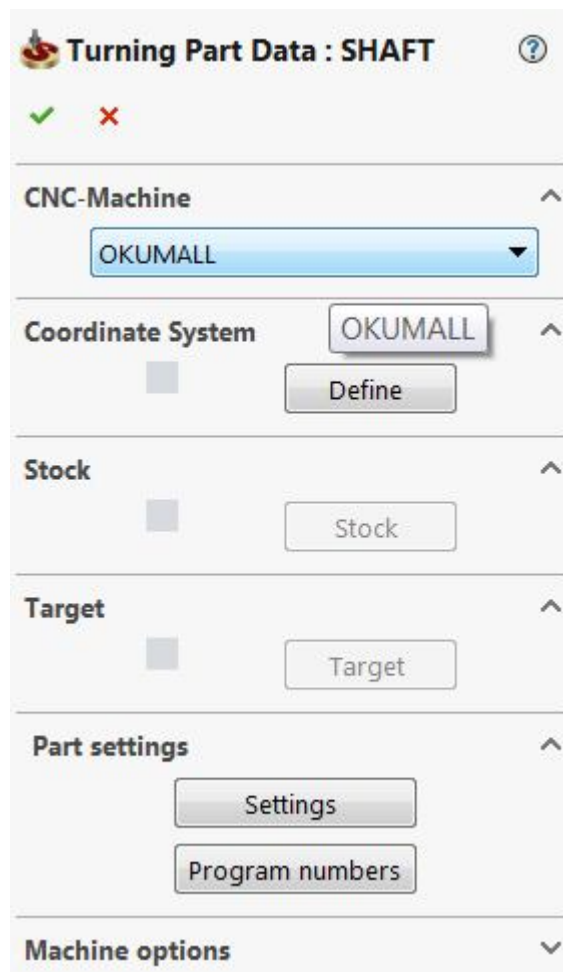 Turning Part Data : SHAFT
CNC-Machine
OKUMALL
Coordinate System
OKUMALL
Define
Stock
Stock
Target
Target
Part settings
Settings
Program numbers
Machine options